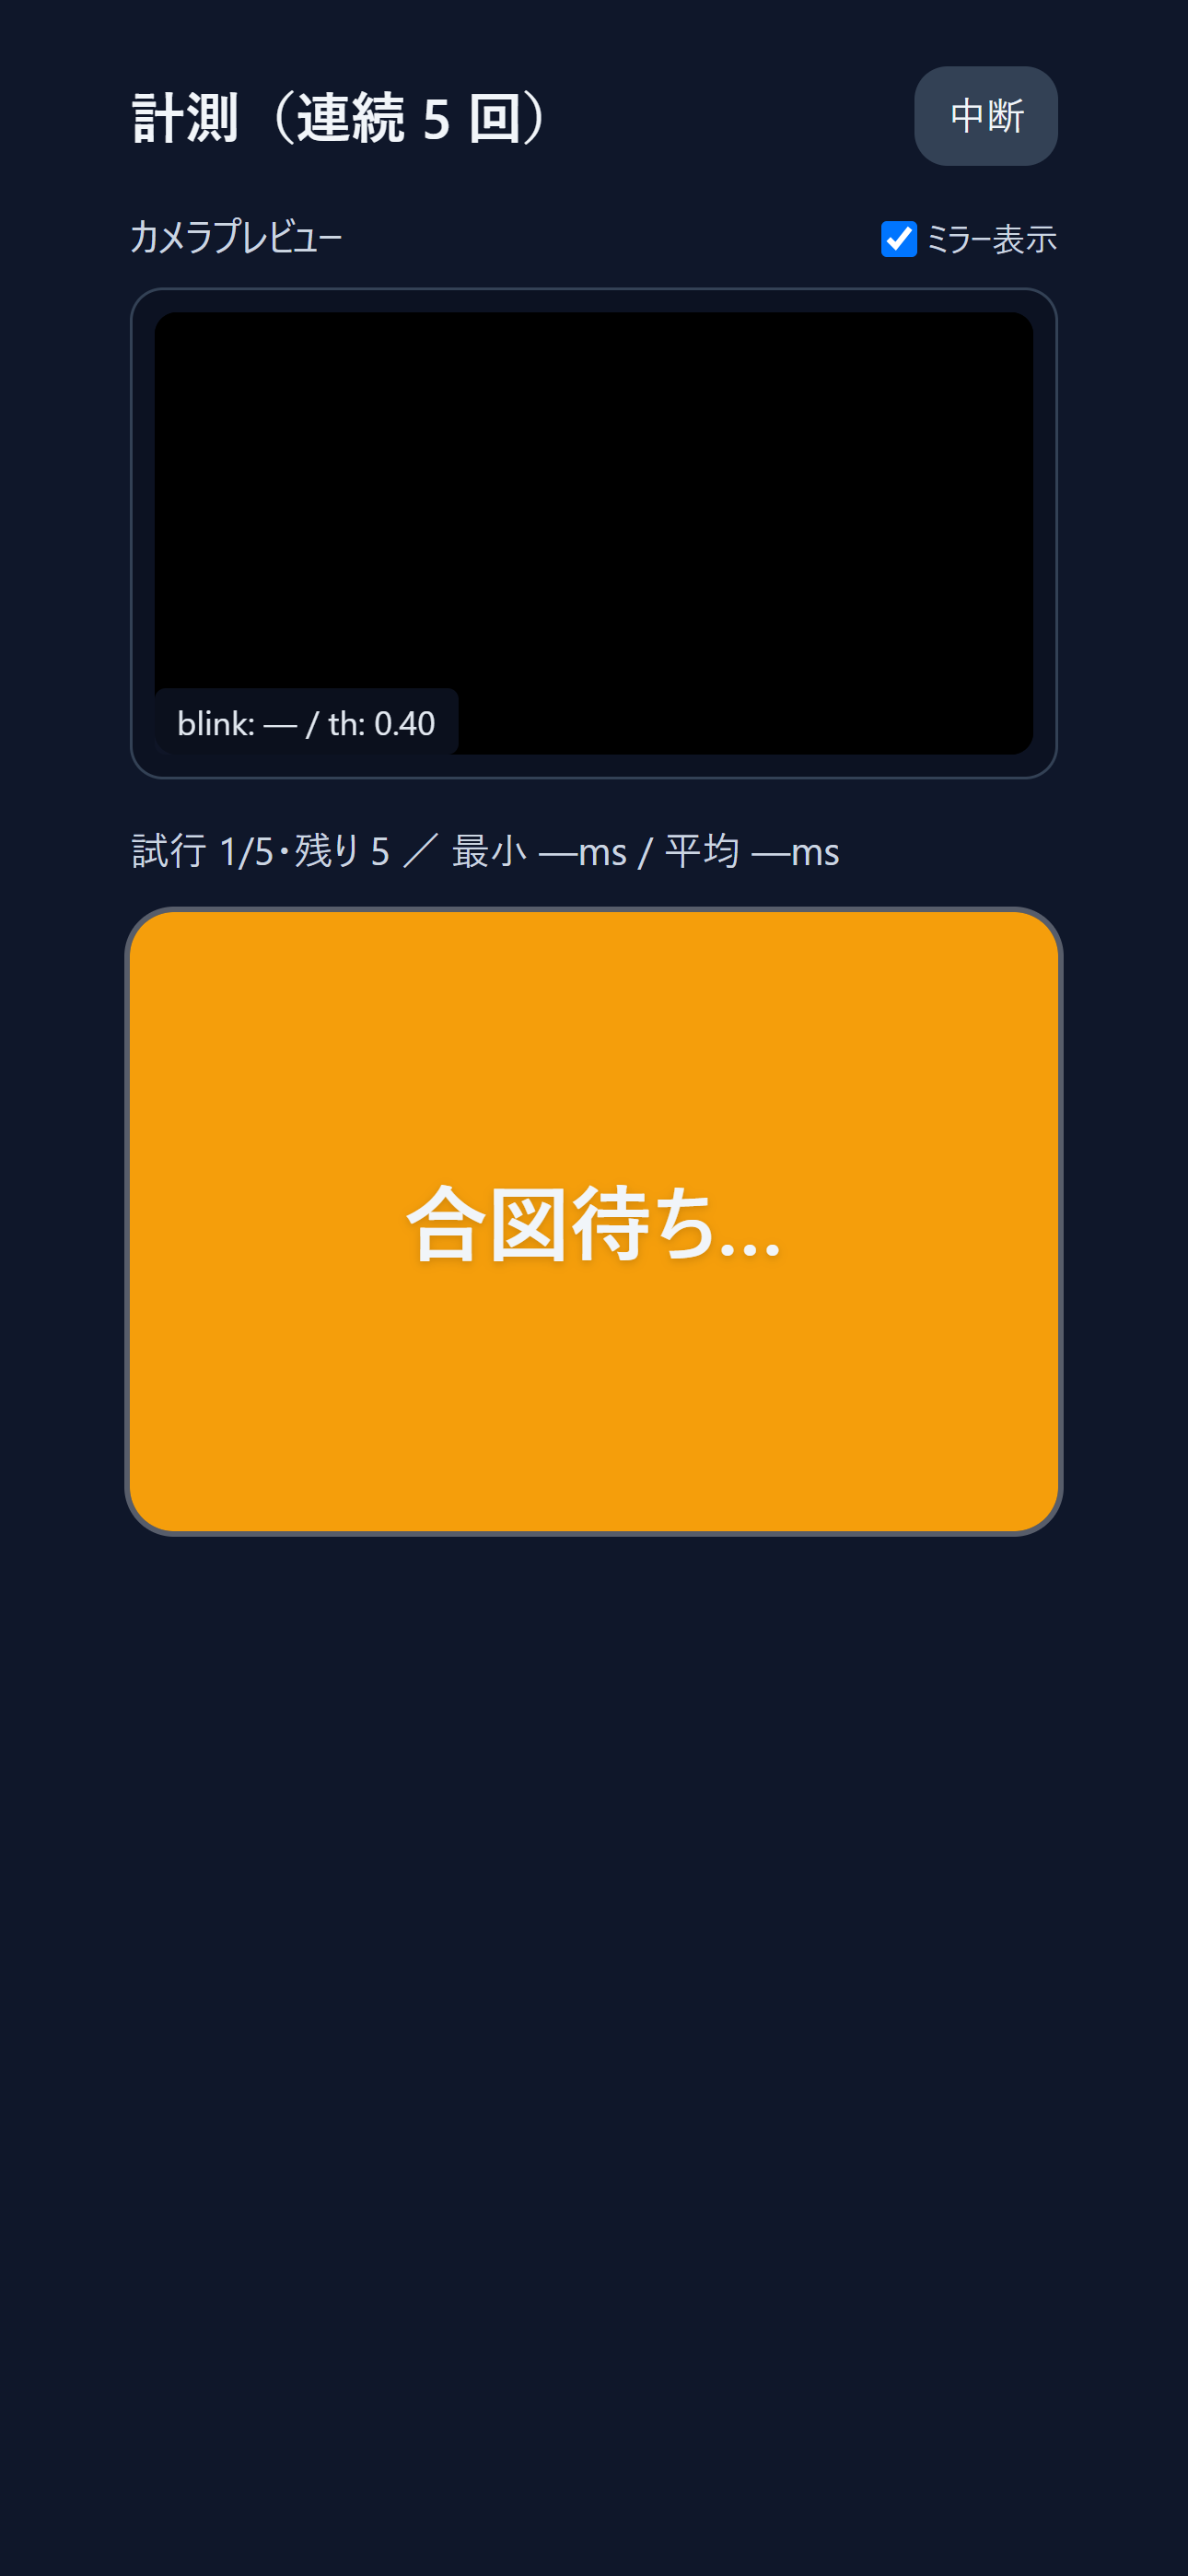 計測（連続 5 回）
中断
カメラプレビュー
ミラー表示
blink: — / th: 0.40
試行 1/5・残り 5 ／ 最小 —ms / 平均 —ms
合図待ち…